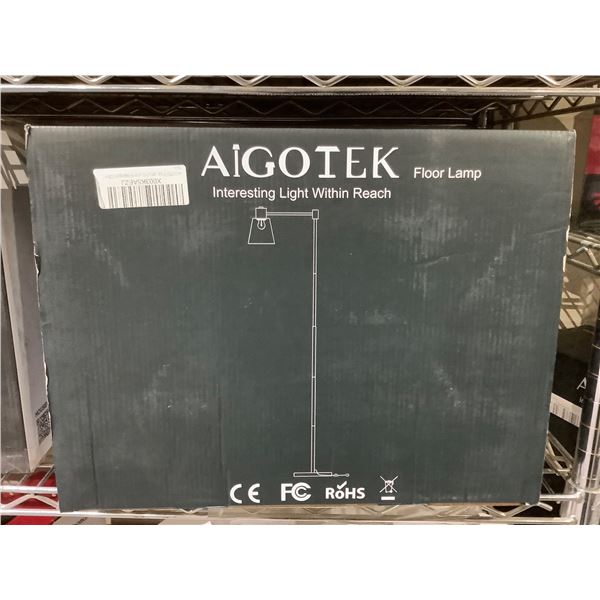 AiGOTEK Floor Lamp
Interesting Light Within Reach
CE FC RoHS